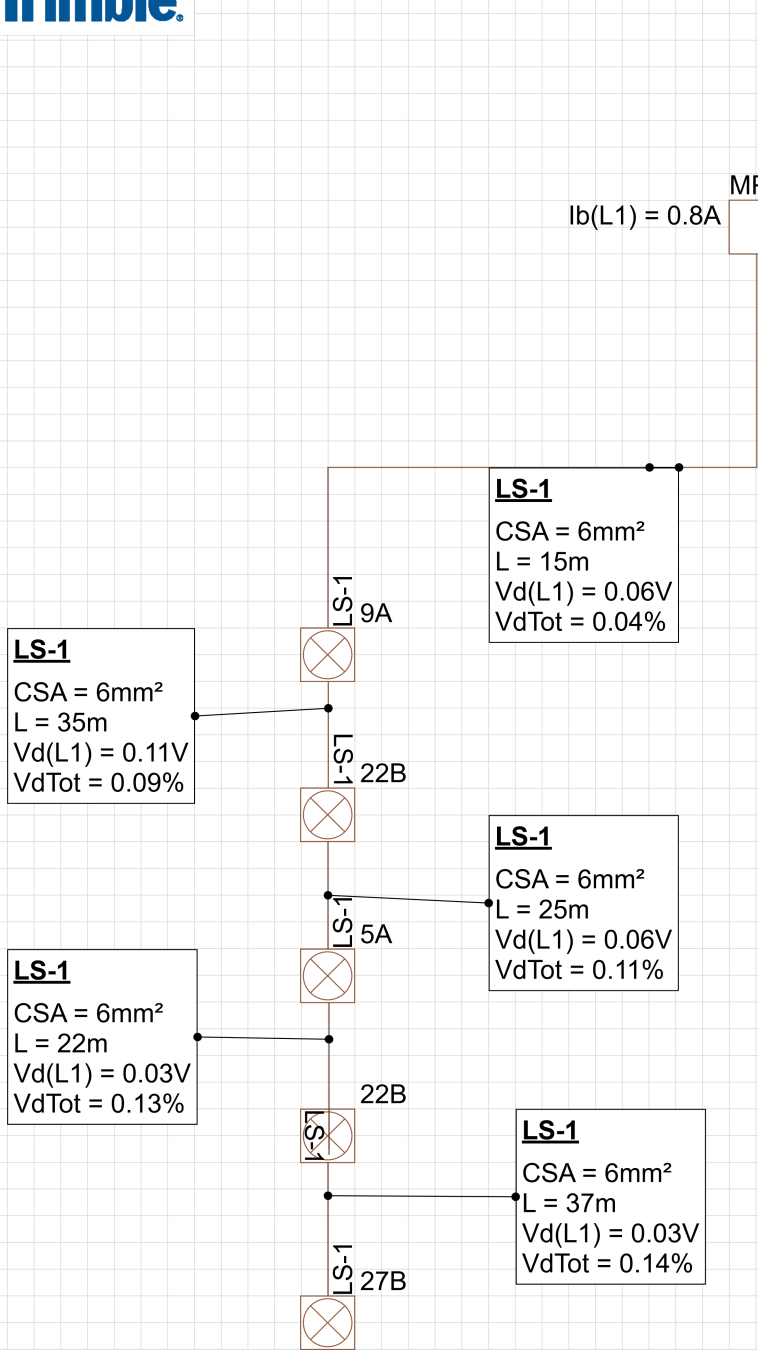 Trimble®
MF
Ib(L1) = 0.8A
LS-1
CSA = 6mm²
L = 15m
Vd(L1) = 0.06V
VdTot = 0.04%
LS-1
9A
LS-1
CSA = 6mm²
L = 35m
Vd(L1) = 0.11V
VdTot = 0.09%
LS-1
22B
LS-1
CSA = 6mm²
L = 25m
Vd(L1) = 0.06V
VdTot = 0.11%
LS-1
5A
LS-1
CSA = 6mm²
L = 22m
Vd(L1) = 0.03V
VdTot = 0.13%
22B
LS-1
LS-1
CSA = 6mm²
L = 37m
Vd(L1) = 0.03V
VdTot = 0.14%
LS-1
27B